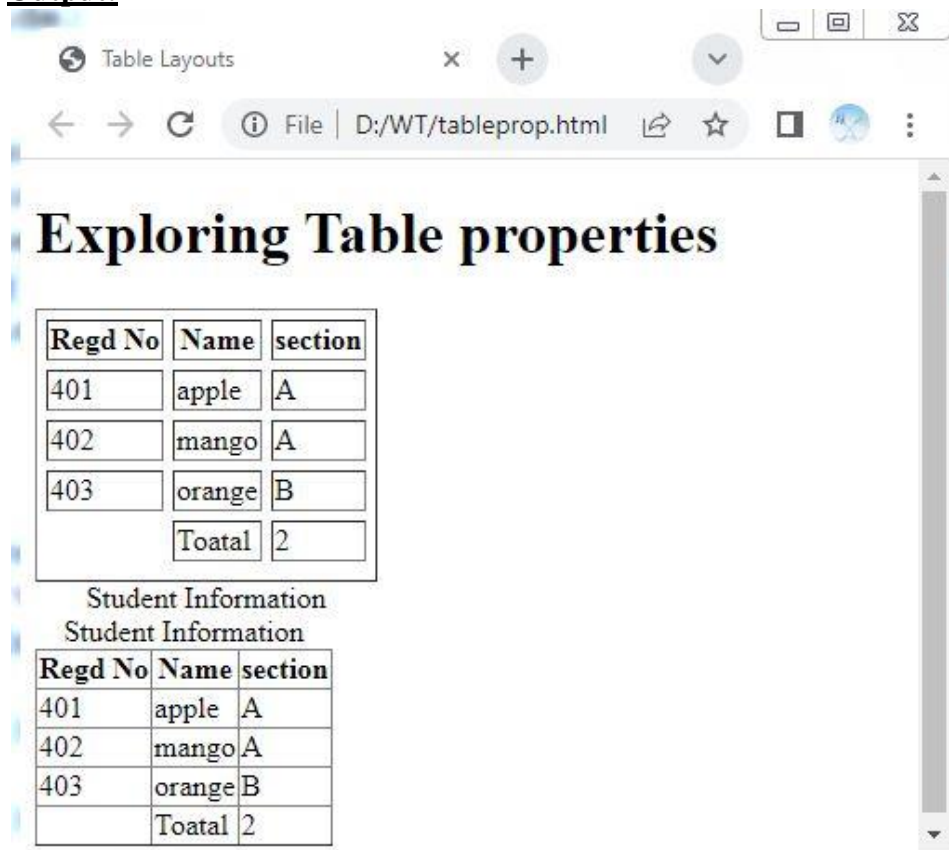 Table Layouts
File | D:/WT/tableprop.html
Exploring Table properties
Regd No Name section
401 apple A
402 mango A
403 orange B
Toatal 2
Student Information
Student Information
Regd No Name section
401 apple A
402 mango A
403 orange B
Toatal 2